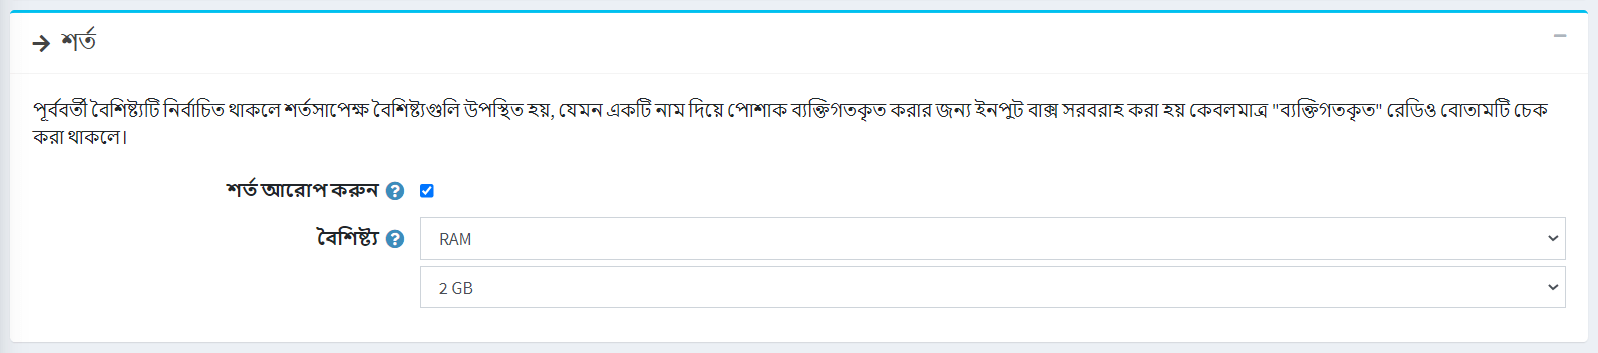 → শর্ত
পূর্ববর্তী বৈশিষ্ট্যটি নির্বাচিত থাকলে শর্তসাপেক্ষ বৈশিষ্ট্যগুলি উপস্থিত হয়, যেমন একটি নাম দিয়ে পোশাক ব্যক্তিগতকৃত করার জন্য ইনপুট বাক্স সরবরাহ করা হয় কেবলমাত্র "ব্যক্তিগতকৃত" রেডিও বোতামটি চেক
করা থাকলে।
শর্ত আরোপ করুন ?
বৈশিষ্ট্য ? RAM
2 GB